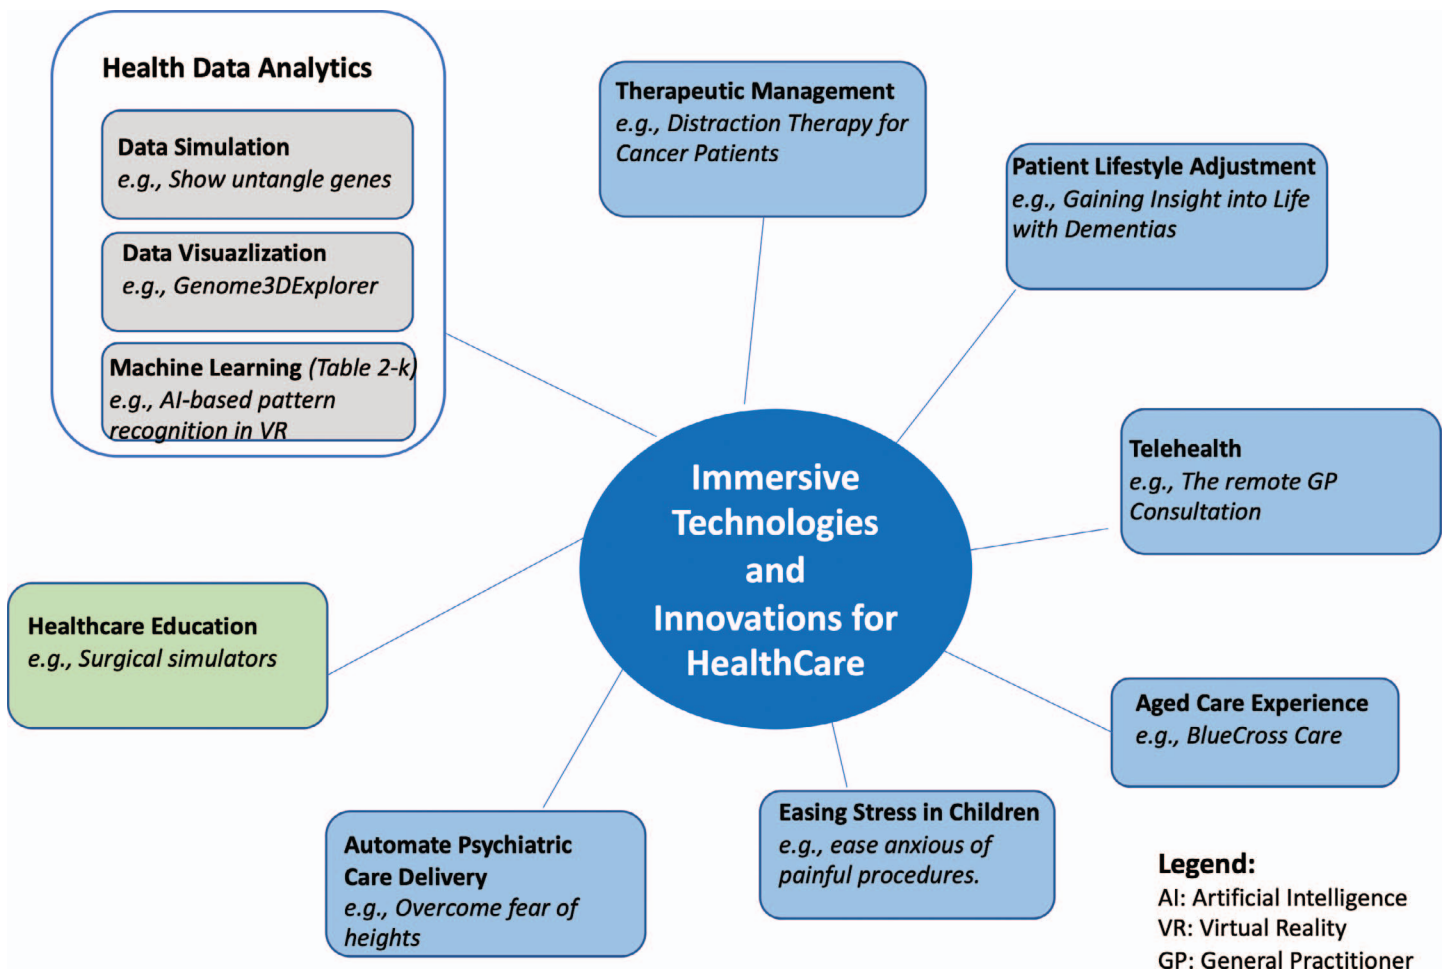 Health Data Analytics
Data Simulation
e.g., Show untangle genes
Data Visuazlization
e.g., Genome3DExplorer
Machine Learning (Table 2-k)
e.g., AI-based pattern
recognition in VR
Therapeutic Management
e.g., Distraction Therapy for
Cancer Patients
Patient Lifestyle Adjustment
e.g., Gaining Insight into Life
with Dementias
Telehealth
e.g., The remote GP
Consultation
Immersive
Technologies
and
Innovations for
HealthCare
Healthcare Education
e.g., Surgical simulators
Aged Care Experience
e.g., BlueCross Care
Automate Psychiatric
Care Delivery
e.g., Overcome fear of
heights
Easing Stress in Children
e.g., ease anxious of
painful procedures.
Legend:
AI: Artificial Intelligence
VR: Virtual Reality
GP: General Practitioner